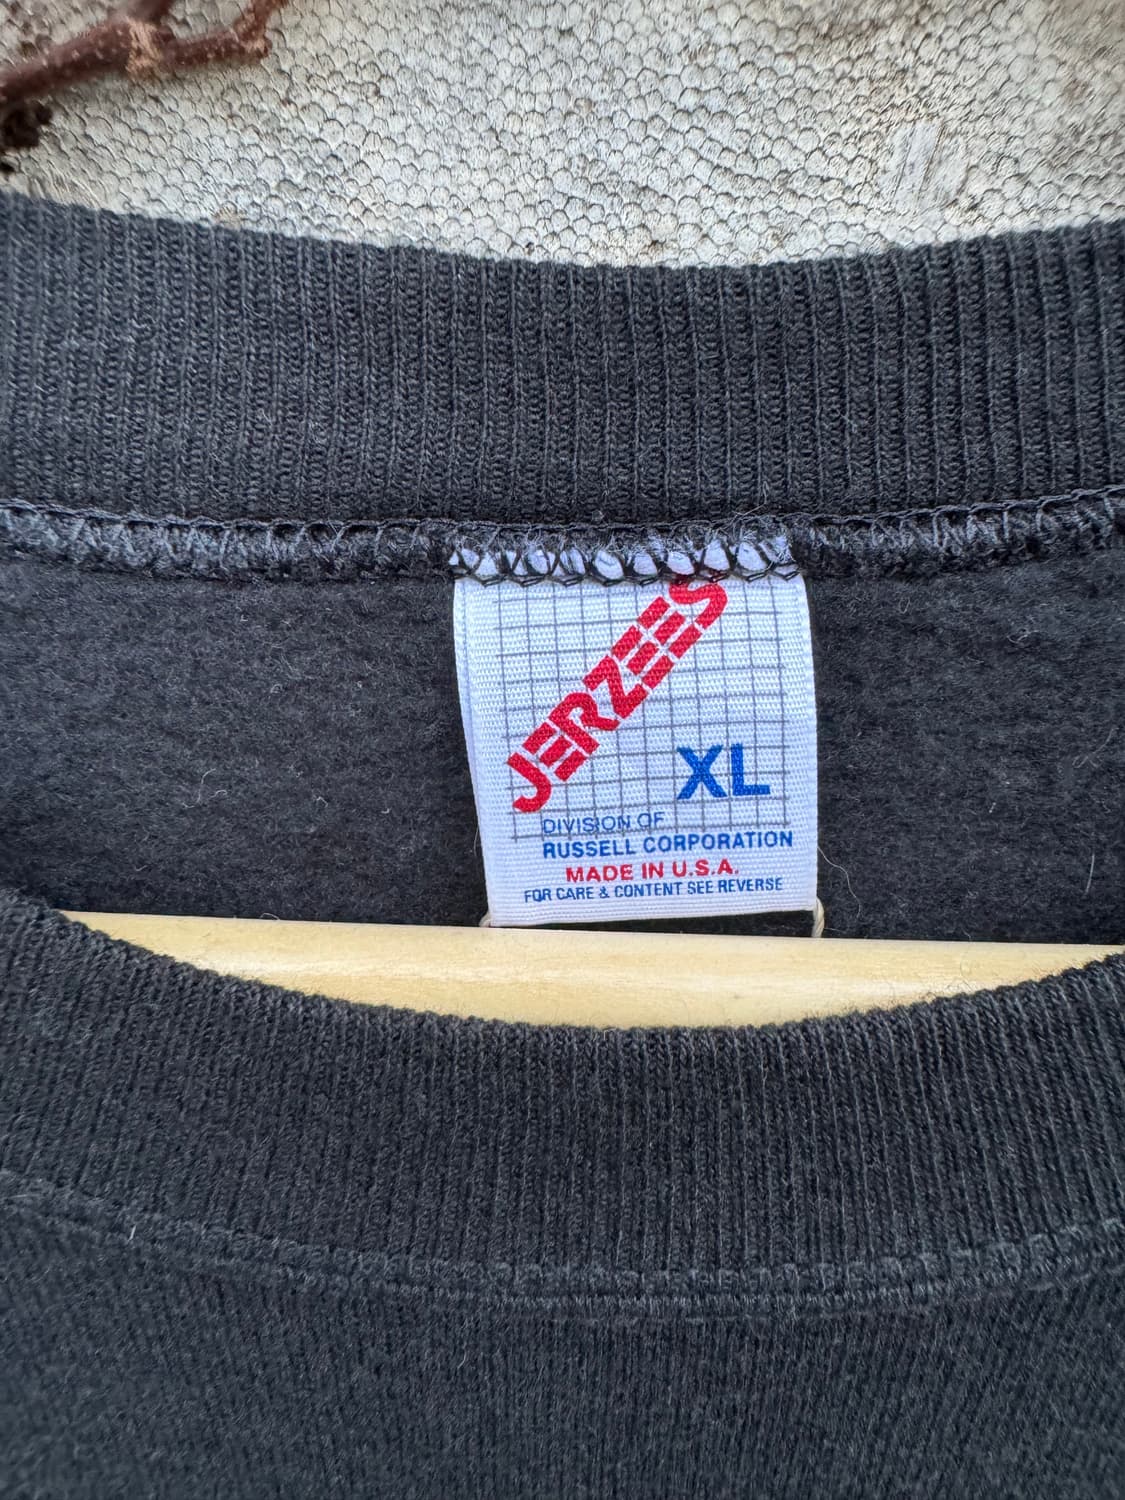 JERZEES
XL
DIVISION OF
RUSSELL CORPORATION
MADE IN U.S.A.
FOR CARE & CONTENT SEE REVERSE